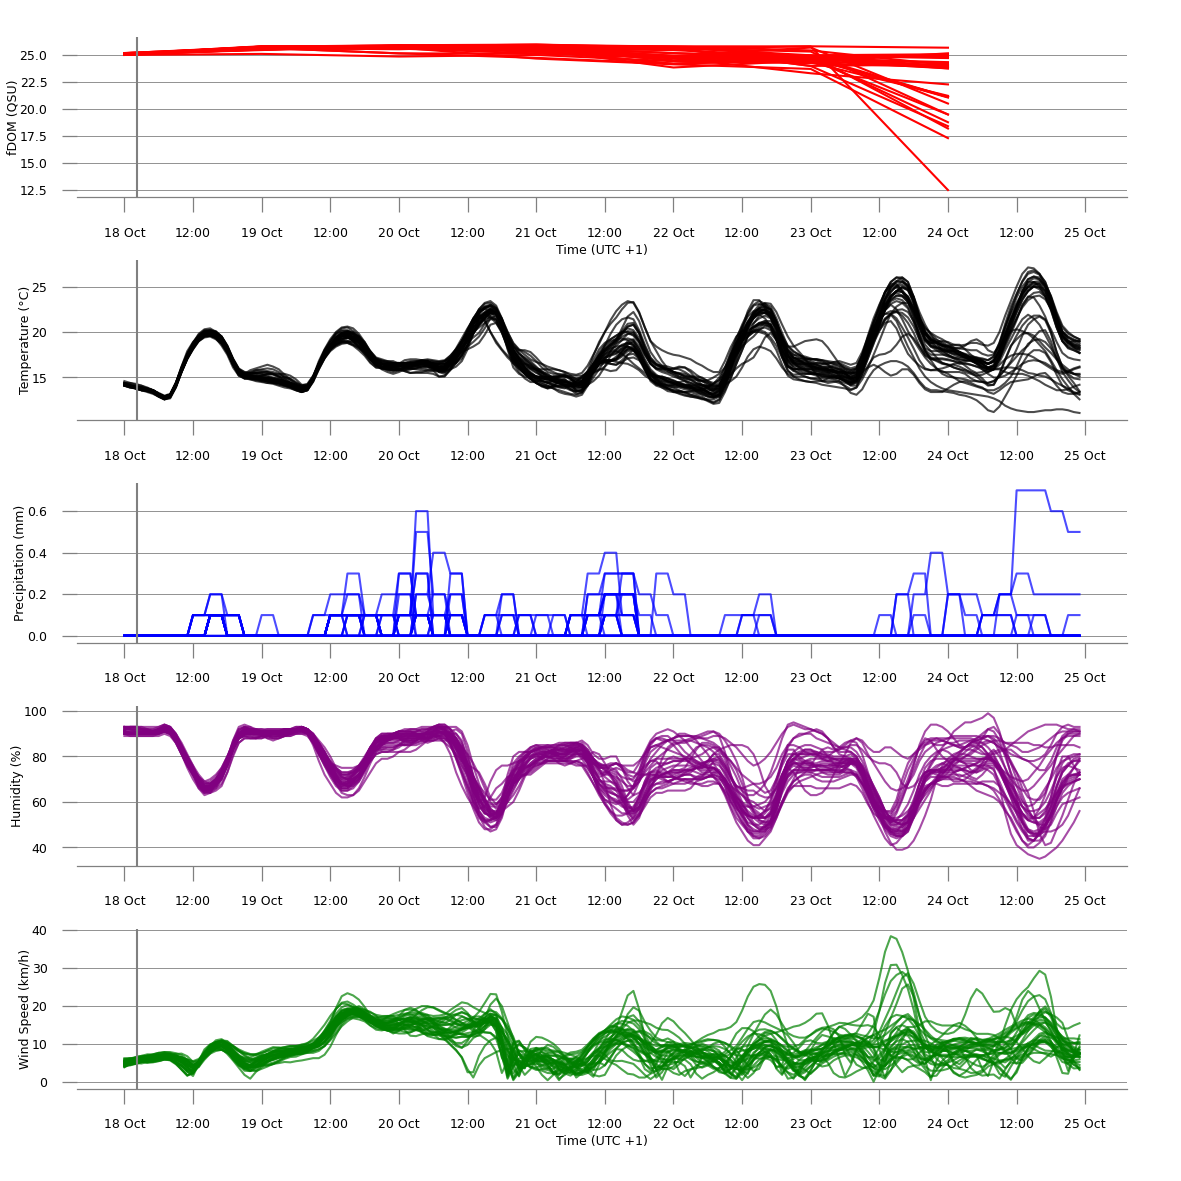 fDOM (QSU)
25.0
22.5
20.0
17.5
15.0
12.5
18 Oct 12:00 19 Oct 12:00 20 Oct 12:00 21 Oct 12:00 22 Oct 12:00 23 Oct 12:00 24 Oct 12:00 25 Oct
Time (UTC +1)
Temperature (°C)
25
20
15
18 Oct 12:00 19 Oct 12:00 20 Oct 12:00 21 Oct 12:00 22 Oct 12:00 23 Oct 12:00 24 Oct 12:00 25 Oct
Precipitation (mm)
0.6
0.4
0.2
0.0
18 Oct 12:00 19 Oct 12:00 20 Oct 12:00 21 Oct 12:00 22 Oct 12:00 23 Oct 12:00 24 Oct 12:00 25 Oct
Humidity (%)
100
80
60
40
18 Oct 12:00 19 Oct 12:00 20 Oct 12:00 21 Oct 12:00 22 Oct 12:00 23 Oct 12:00 24 Oct 12:00 25 Oct
Wind Speed (km/h)
40
30
20
10
0
18 Oct 12:00 19 Oct 12:00 20 Oct 12:00 21 Oct 12:00 22 Oct 12:00 23 Oct 12:00 24 Oct 12:00 25 Oct
Time (UTC +1)